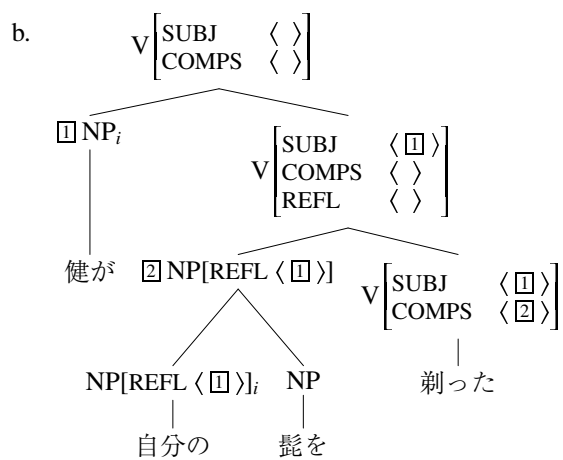 b.
V[SUBJ 〈 〉
COMPS 〈 〉]
[1]NPi
V[SUBJ 〈[1]〉
COMPS 〈 〉
REFL 〈 〉]
健が
[2]NP[REFL〈[1]〉]
V[SUBJ 〈[1]〉
COMPS 〈[2]〉]
NP[REFL〈[1]〉]i NP
剃った
自分の 髭を